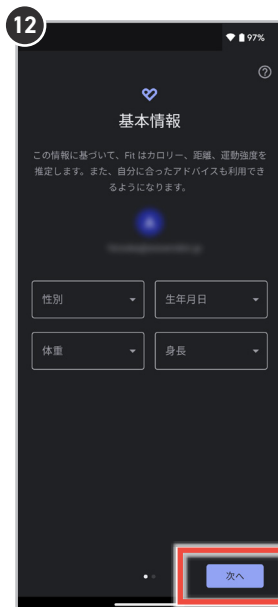 12
97%
基本情報
この情報に基づいて、Fit はカロリー、距離、運動強度を
推定します。また、自分に合ったアドバイスも利用でき
るようになります。
性別
生年月日
体重
身長
次へ